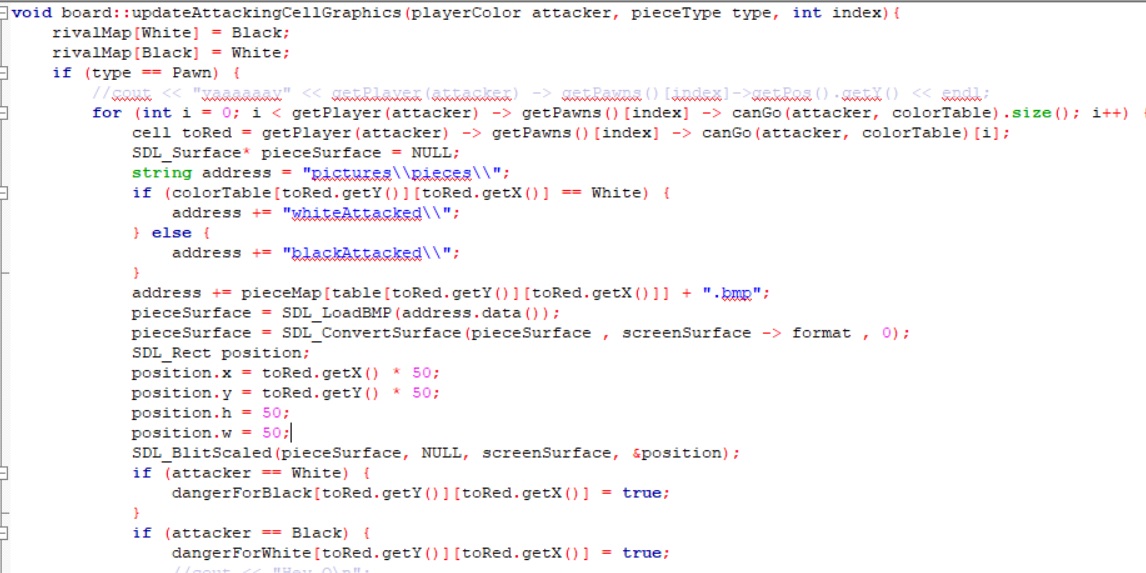 void board::updateAttackingCellGraphics(playerColor attacker, pieceType type, int index){
    rivalMap[White] = Black;
    rivalMap[Black] = White;
    if (type == Pawn) {
        //cout << "yaaaaaay" << getPlayer(attacker) -> getPawns()[index]->getPos().getY() << endl;
        for (int i = 0; i < getPlayer(attacker) -> getPawns()[index] -> canGo(attacker, colorTable).size(); i++) {
            cell toRed = getPlayer(attacker) -> getPawns()[index] -> canGo(attacker, colorTable)[i];
            SDL_Surface* pieceSurface = NULL;
            string address = "pictures\\pieces\\";
            if (colorTable[toRed.getY()][toRed.getX()] == White) {
                address += "whiteAttacked\\";
            } else {
                address += "blackAttacked\\";
            }
            address += pieceMap[table[toRed.getY()][toRed.getX()]] + ".bmp";
            pieceSurface = SDL_LoadBMP(address.data());
            pieceSurface = SDL_ConvertSurface(pieceSurface , screenSurface -> format , 0);
            SDL_Rect position;
            position.x = toRed.getX() * 50;
            position.y = toRed.getY() * 50;
            position.h = 50;
            position.w = 50;
            SDL_BlitScaled(pieceSurface, NULL, screenSurface, &position);
            if (attacker == White) {
                dangerForBlack[toRed.getY()][toRed.getX()] = true;
            }
            if (attacker == Black) {
                dangerForWhite[toRed.getY()][toRed.getX()] = true;
                //cout << "Hey